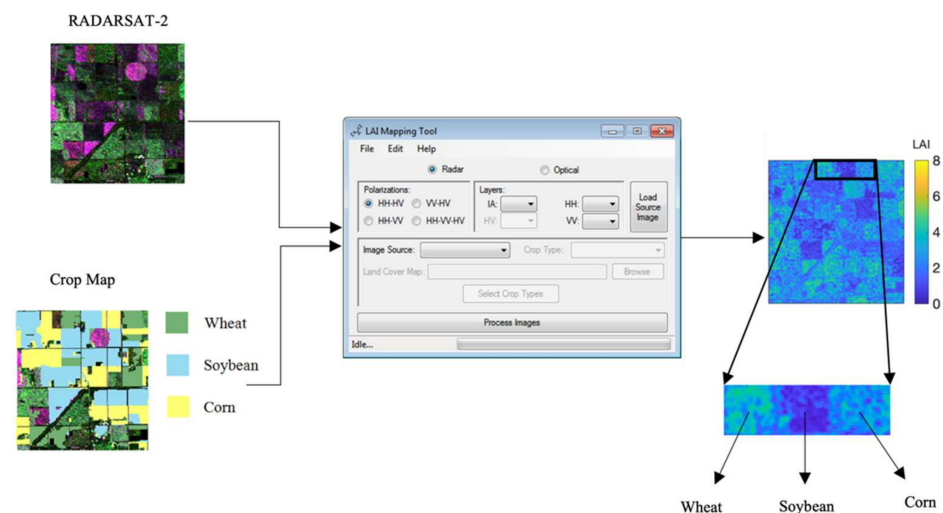 RADARSAT-2
Crop Map
Wheat
Soybean
Corn
LAI Mapping Tool
File Edit Help
Radar Optical
Polarizations: Layers:
HH-HV VV-HV IA: HH:
HH-VV HH-VV-HV HV: VV:
Load
Source
Image
Image Source: Crop Type:
Land Cover Map: Browse
Select Crop Types
Process Images
Idle...
LAI
8
6
4
2
0
Wheat Soybean Corn